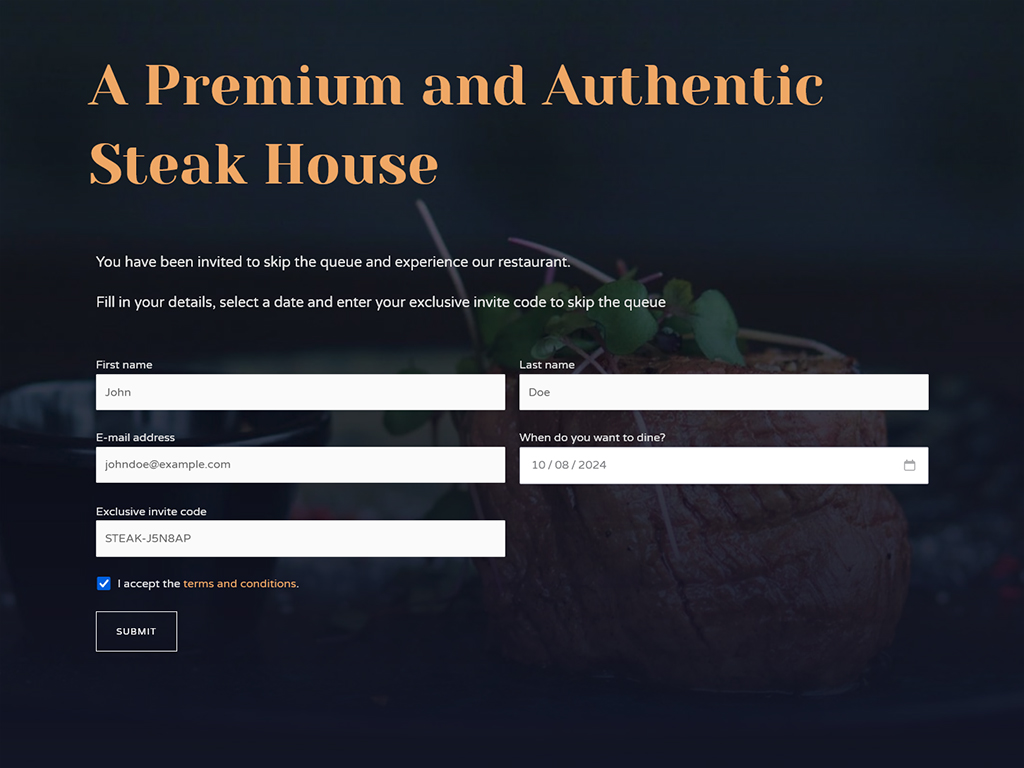 A Premium and Authentic
Steak House
You have been invited to skip the queue and experience our restaurant.
Fill in your details, select a date and enter your exclusive invite code to skip the queue
First name
Last name
John
Doe
E-mail address
When do you want to dine?
johndoe@example.com
10 / 08 / 2024
Exclusive invite code
STEAK-J5N8AP
I accept the terms and conditions.
SUBMIT